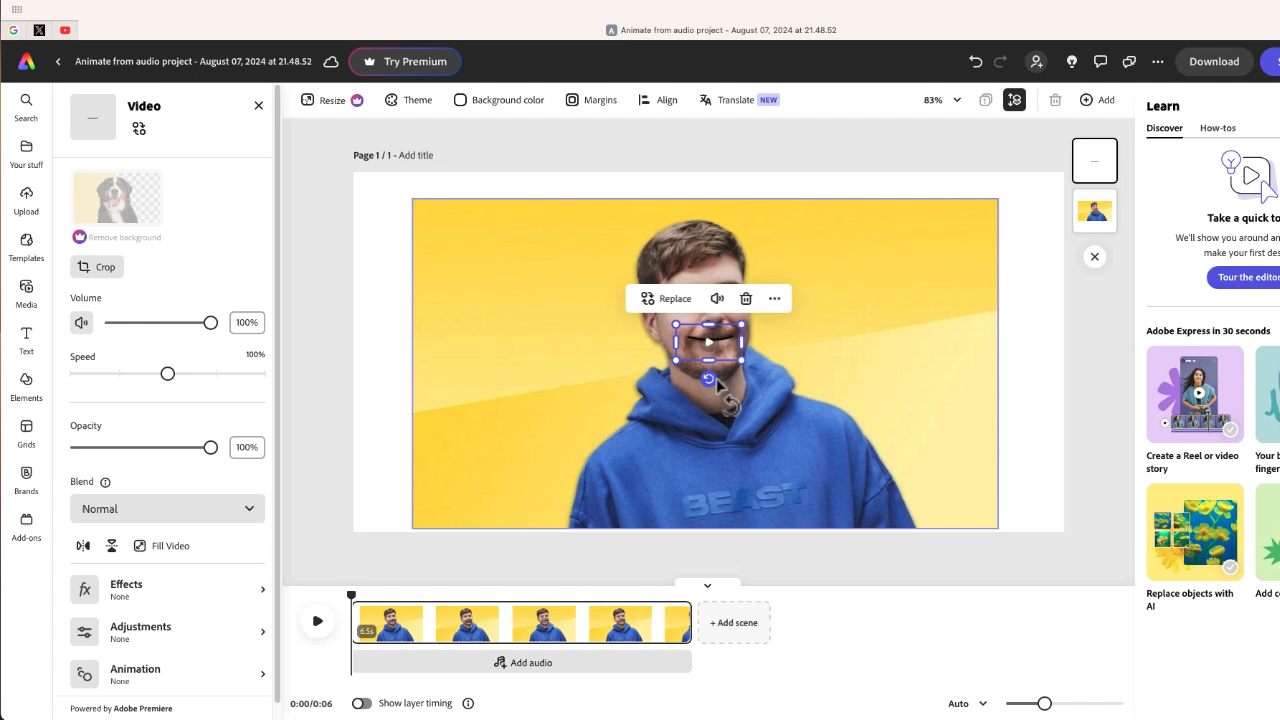 Animate from audio project - August 07, 2024 at 21.48.52
Animate from audio project - August 07, 2024 at 21.48.52
Try Premium
Download
Search
Your stuff
Upload
Templates
Media
Text
Elements
Grids
Brands
Add-ons
Video
Remove background
Crop
Volume
100%
Speed
100%
Opacity
100%
Blend
Normal
Fill Video
Effects
None
Adjustments
None
Animation
None
Powered by Adobe Premiere
Resize
Theme
Background color
Margins
Align
Translate NEW
83%
Add
Page 1 / 1 - Add title
Replace
BEAST
6.5s
+ Add scene
Add audio
0:00/0:06
Show layer timing
Auto
Learn
Discover
How-tos
Take a quick to
We'll show you around an
make your first des
Tour the editor
Adobe Express in 30 seconds
Create a Reel or video
story
Your b
finger
Replace objects with
AI
Add co